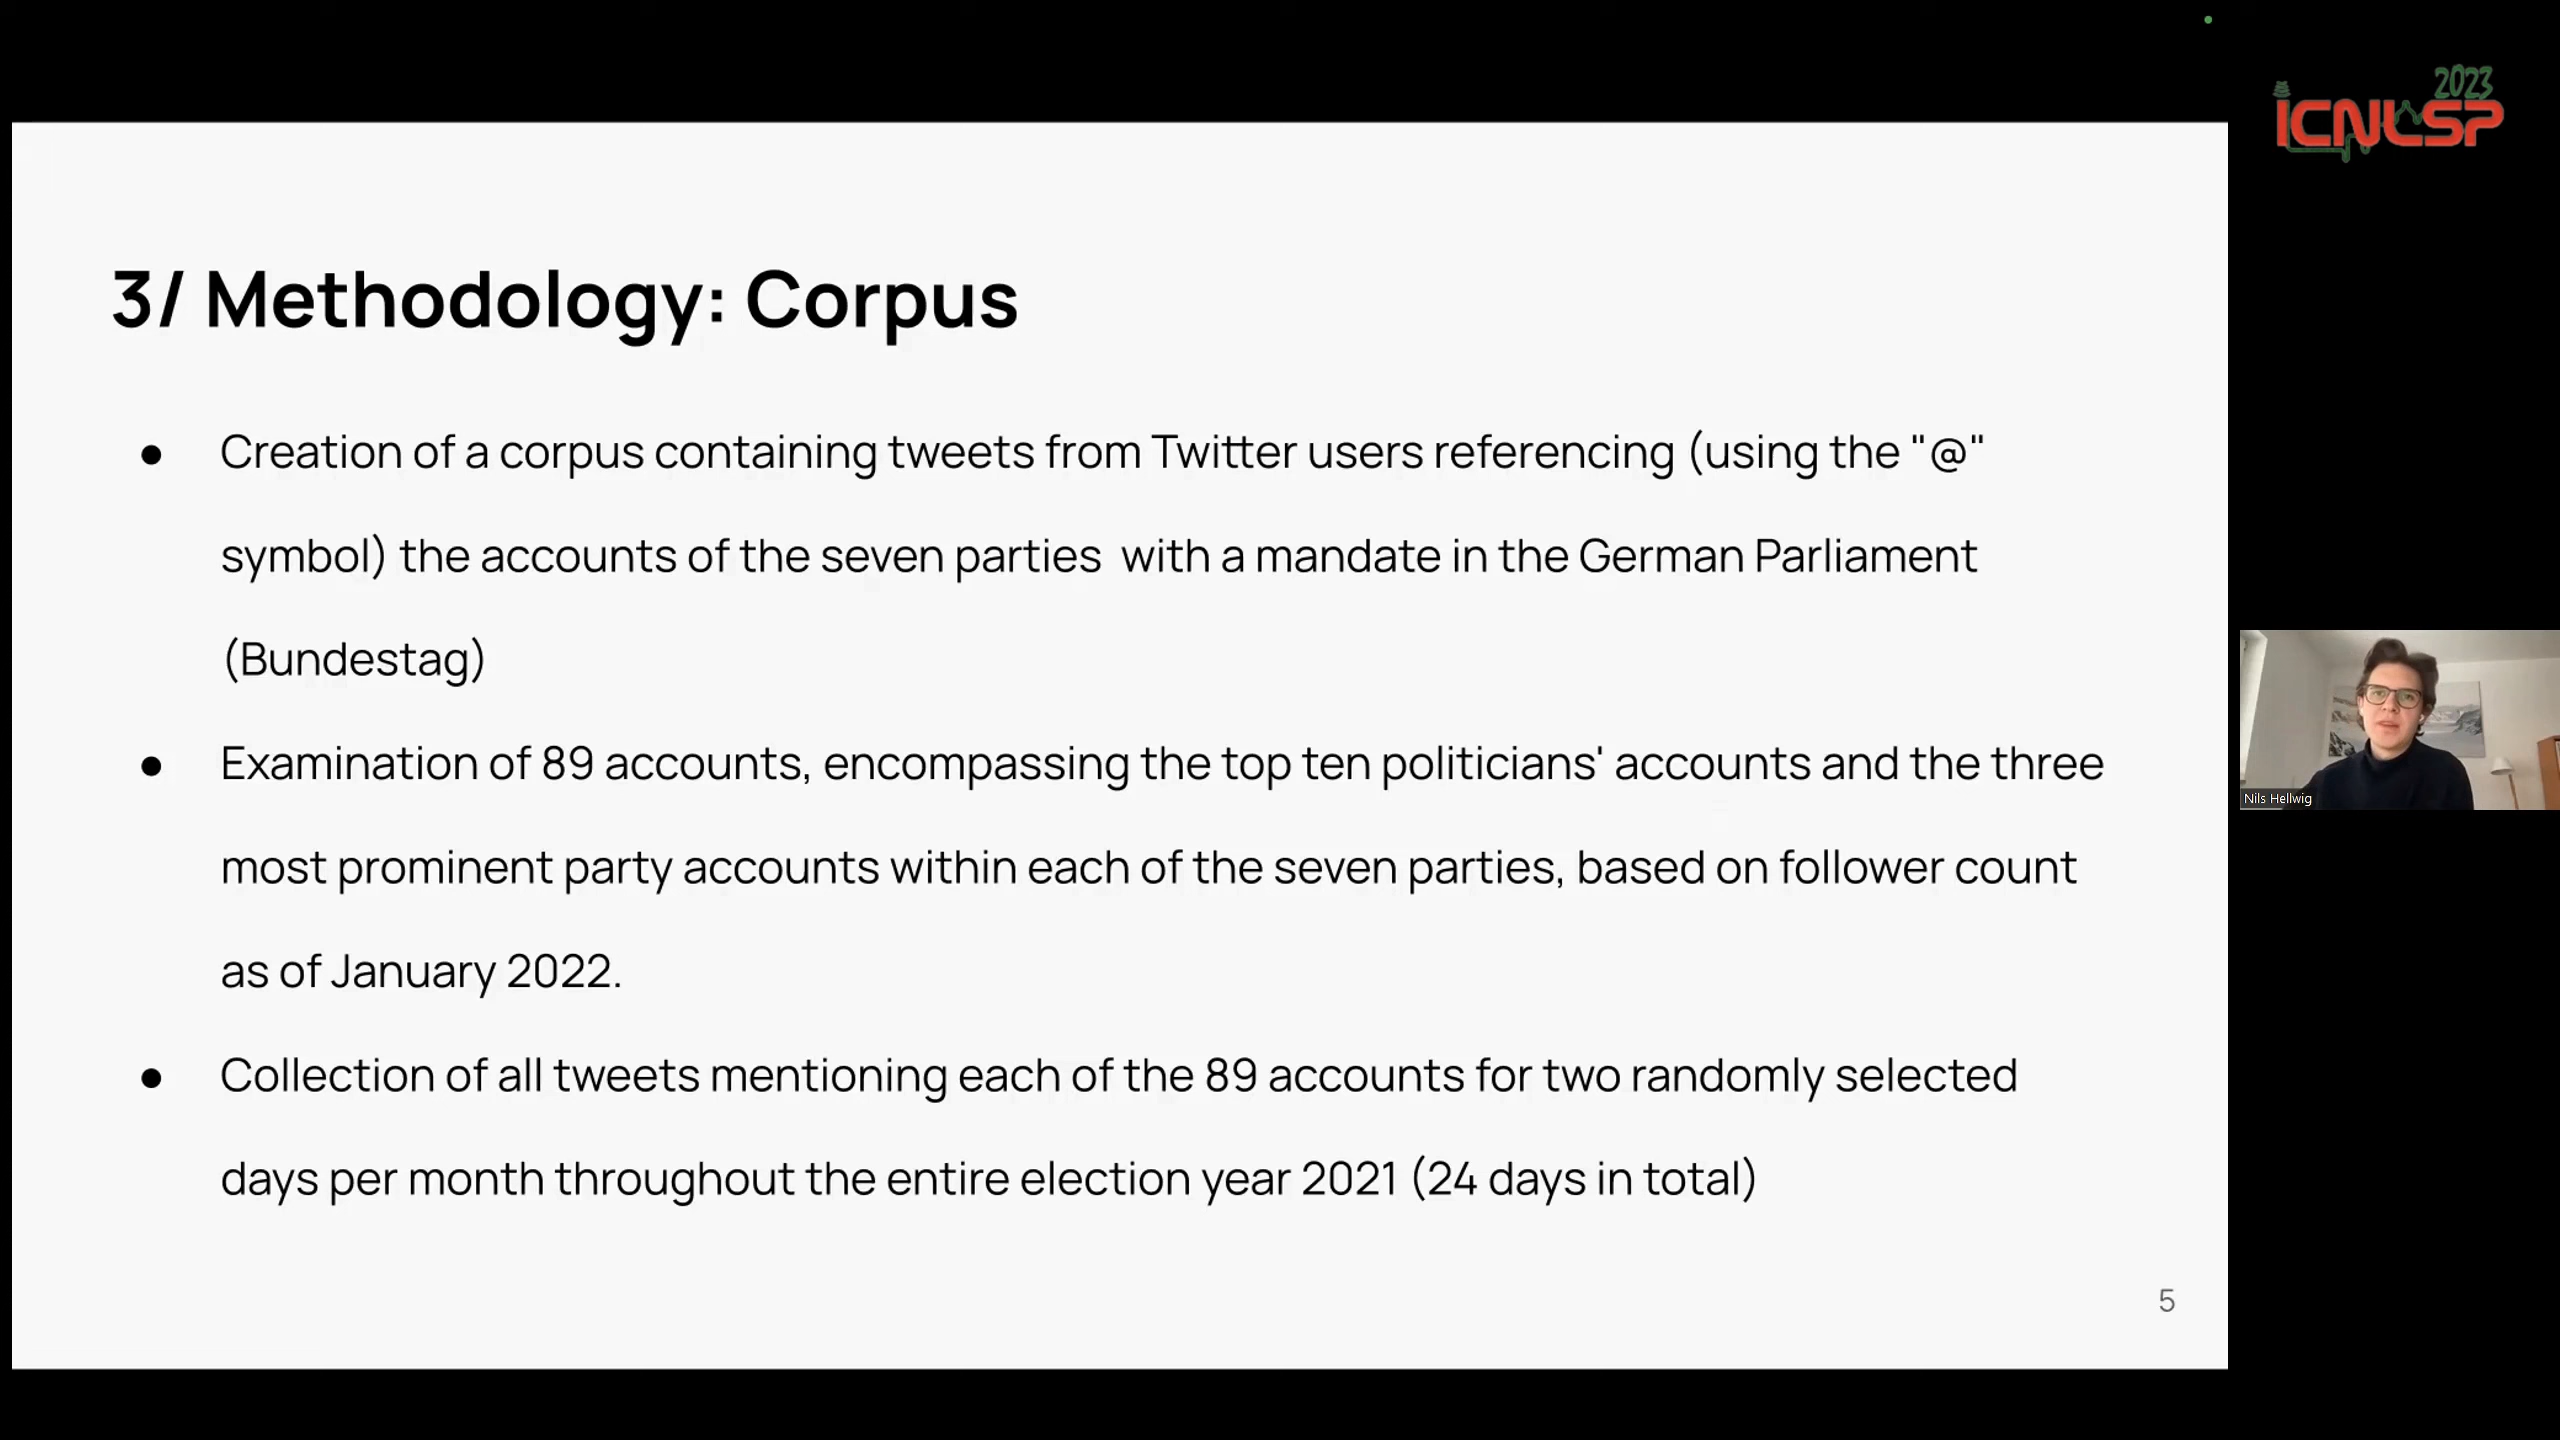 2023
ICNLSP
3/ Methodology: Corpus
● Creation of a corpus containing tweets from Twitter users referencing (using the "@"
symbol) the accounts of the seven parties  with a mandate in the German Parliament
(Bundestag)
● Examination of 89 accounts, encompassing the top ten politicians' accounts and the three
most prominent party accounts within each of the seven parties, based on follower count
as of January 2022.
● Collection of all tweets mentioning each of the 89 accounts for two randomly selected
days per month throughout the entire election year 2021 (24 days in total)
5
Nils Hellwig